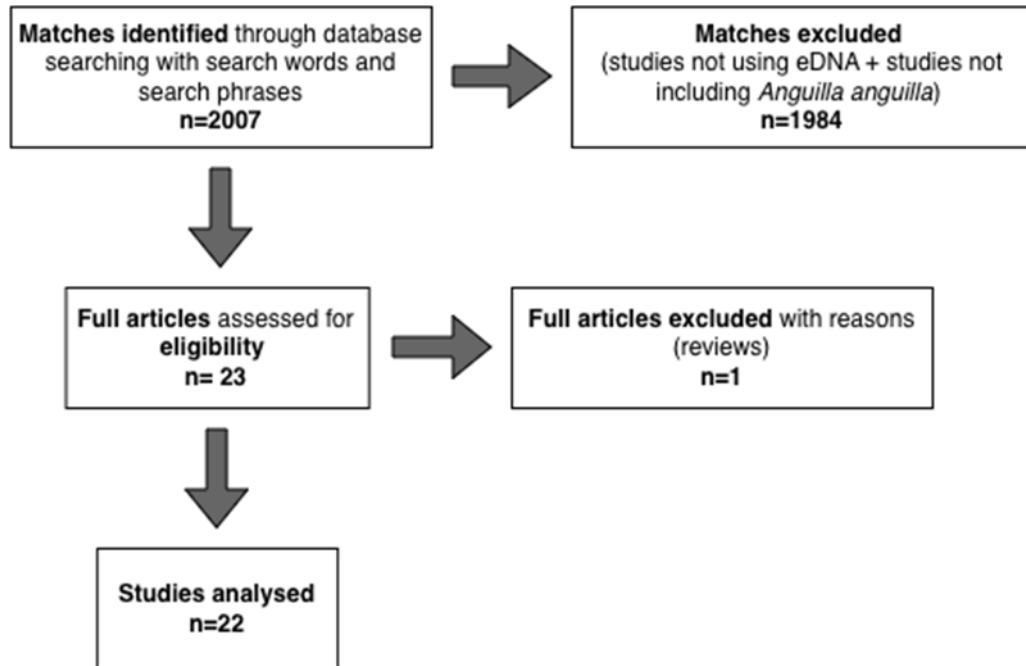 Matches identified through database
searching with search words and
search phrases
n=2007
Matches excluded
(studies not using eDNA + studies not
including Anguilla anguilla)
n=1984
Full articles assessed for
eligibility
n= 23
Full articles excluded with reasons
(reviews)
n=1
Studies analysed
n=22